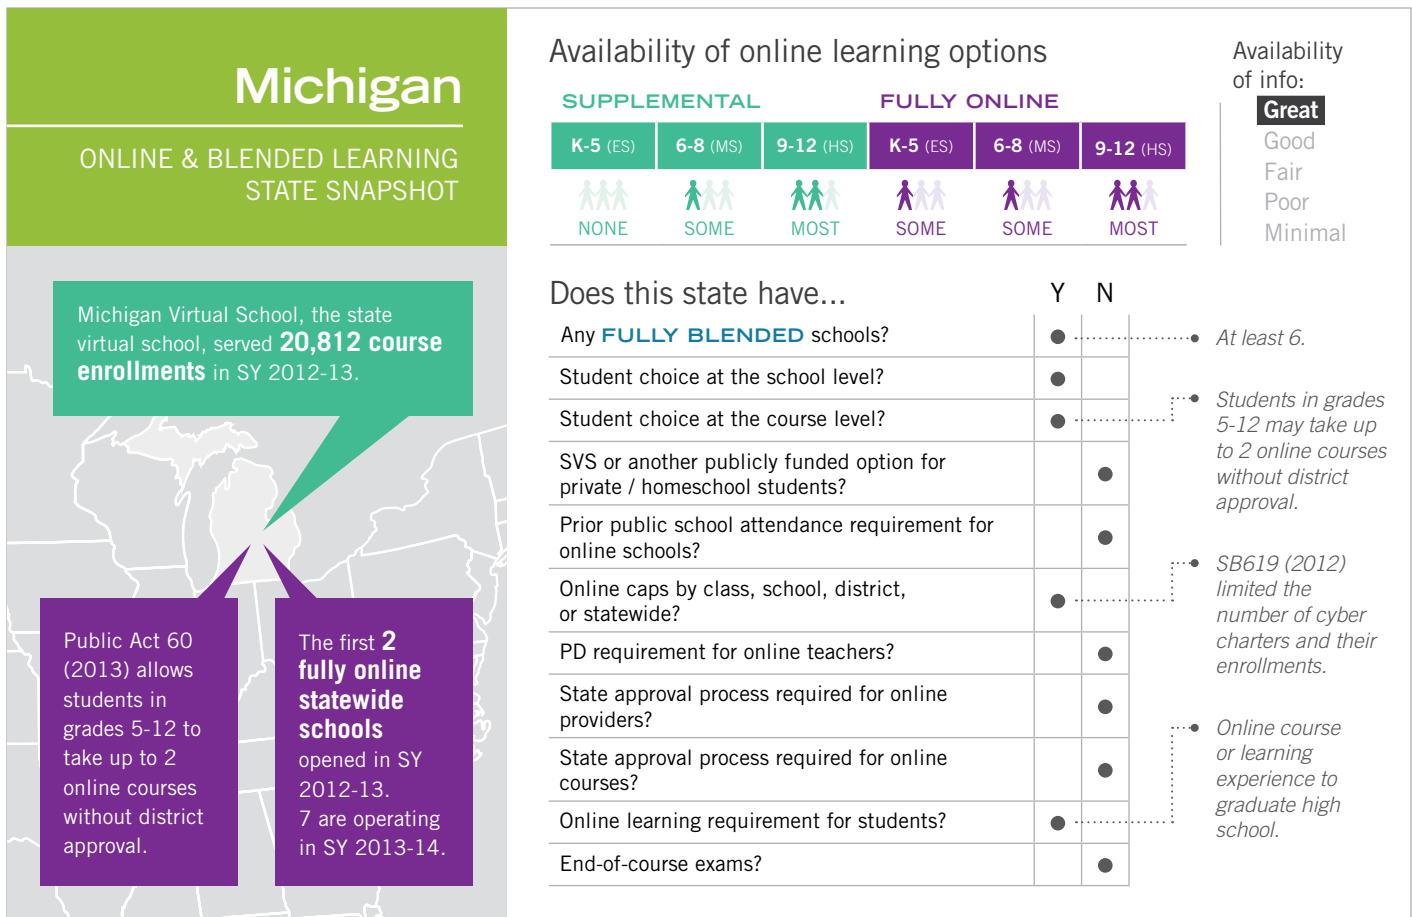 Michigan
ONLINE & BLENDED LEARNING
STATE SNAPSHOT
Michigan Virtual School, the state
virtual school, served 20,812 course
enrollments in SY 2012-13.
Public Act 60
(2013) allows
students in
grades 5-12 to
take up to 2
online courses
without district
approval.
The first 2
fully online
statewide
schools
opened in SY
2012-13.
7 are operating
in SY 2013-14.
Availability of online learning options
SUPPLEMENTAL FULLY ONLINE
K-5 (ES) 6-8 (MS) 9-12 (HS) K-5 (ES) 6-8 (MS) 9-12 (HS)
NONE SOME MOST SOME SOME MOST
Availability
of info:
Great
Good
Fair
Poor
Minimal
Does this state have... Y N
Any FULLY BLENDED schools?
At least 6.
Student choice at the school level?
Student choice at the course level?
Students in grades
5-12 may take up
to 2 online courses
without district
approval.
SVS or another publicly funded option for
private / homeschool students?
Prior public school attendance requirement for
online schools?
Online caps by class, school, district,
or statewide?
SB619 (2012)
limited the
number of cyber
charters and their
enrollments.
PD requirement for online teachers?
State approval process required for online
providers?
State approval process required for online
courses?
Online learning requirement for students?
Online course
or learning
experience to
graduate high
school.
End-of-course exams?